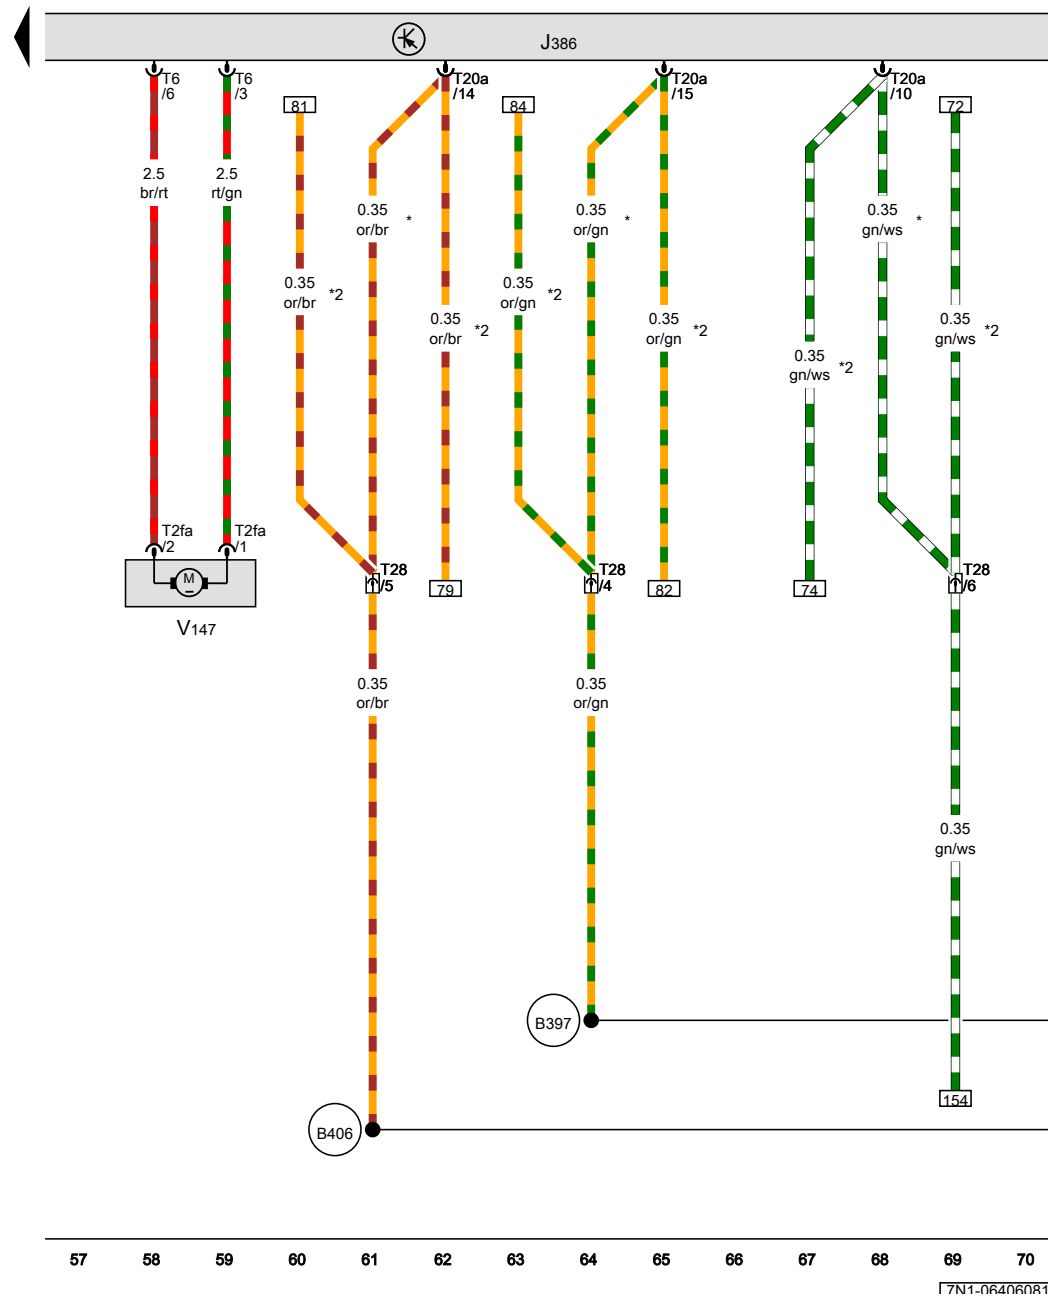 J386
T6
/6
T6
/3
T20a
/14
T20a
/15
T20a
/10
81
84
72
2.5
br/rt
2.5
rt/gn
0.35
or/br
*
0.35
or/gn
*
0.35
gn/ws
*
0.35
or/br
*2
0.35
or/gn
*2
0.35
or/br
*2
0.35
or/gn
*2
0.35
gn/ws
*2
0.35
gn/ws
*2
T2fa
/2
T2fa
/1
M
V147
T28
/5
79
T28
/4
82
74
T28
/6
0.35
or/br
0.35
or/gn
0.35
gn/ws
B397
154
B406
57 58 59 60 61 62 63 64 65 66 67 68 69 70
7N1-06406081